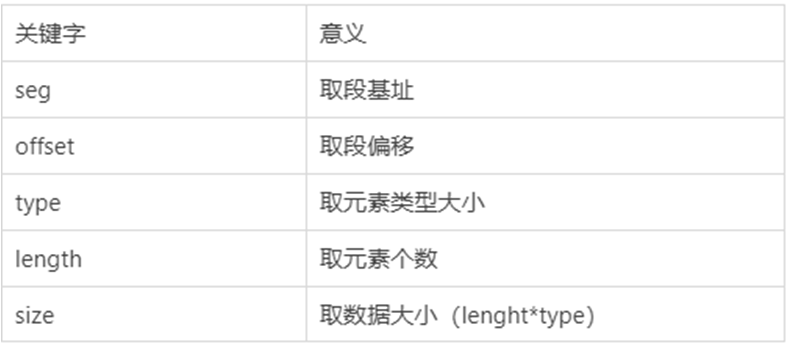 关键字 意义
seg 取段基址
offset 取段偏移
type 取元素类型大小
length 取元素个数
size 取数据大小（lenght*type）